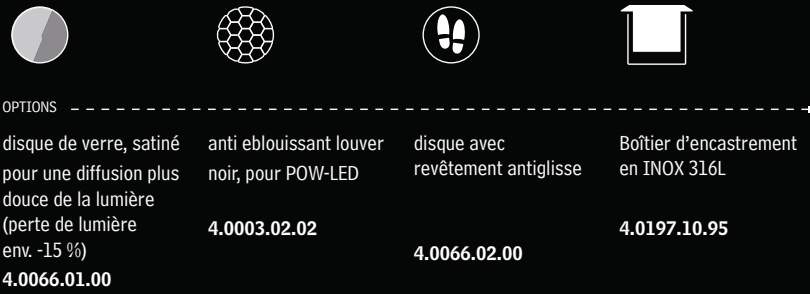 OPTIONS
disque de verre, satiné
pour une diffusion plus
douce de la lumière
(perte de lumière
env. -15 %)
4.0066.01.00
anti eblouissant louver
noir, pour POW-LED
4.0003.02.02
disque avec
revêtement antiglisse
4.0066.02.00
Boîtier d’encastrement
en INOX 316L
4.0197.10.95